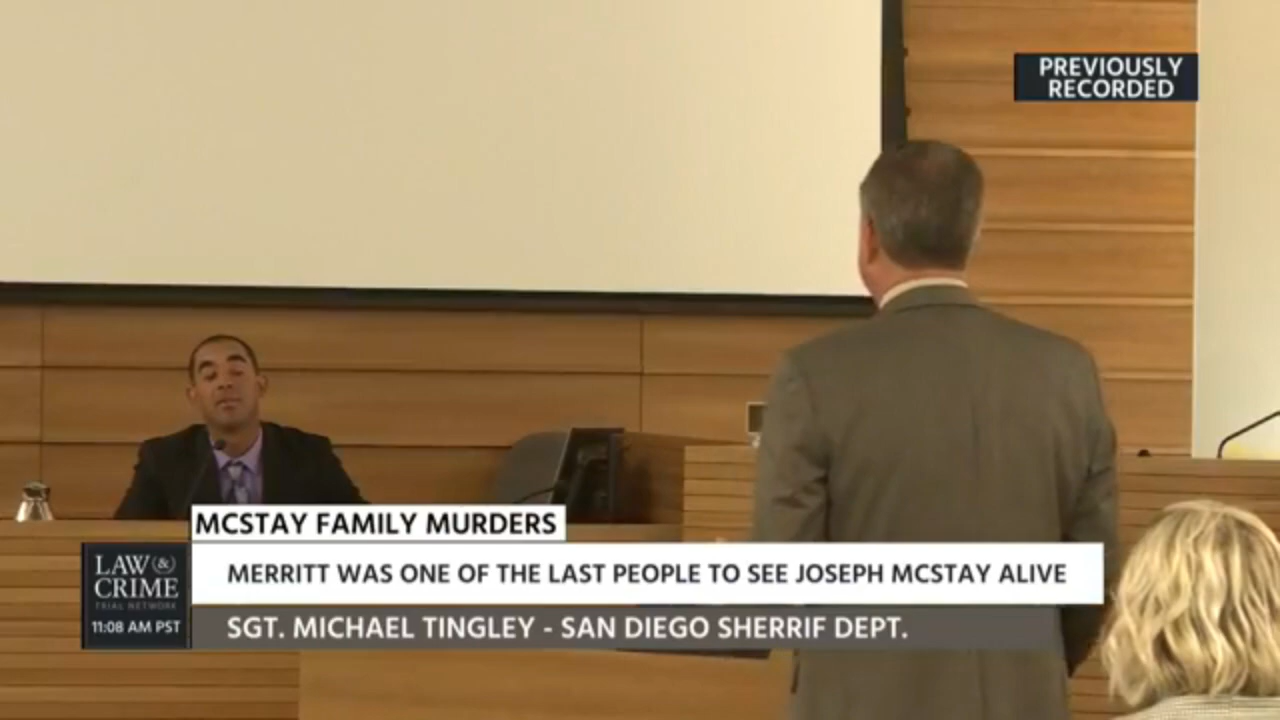 PREVIOUSLY
RECORDED
MCSTAY FAMILY MURDERS
MERRITT WAS ONE OF THE LAST PEOPLE TO SEE JOSEPH MCSTAY ALIVE
LAW &
CRIME
TRIAL NETWORK
11:08 AM PST
SGT. MICHAEL TINGLEY - SAN DIEGO SHERRIF DEPT.